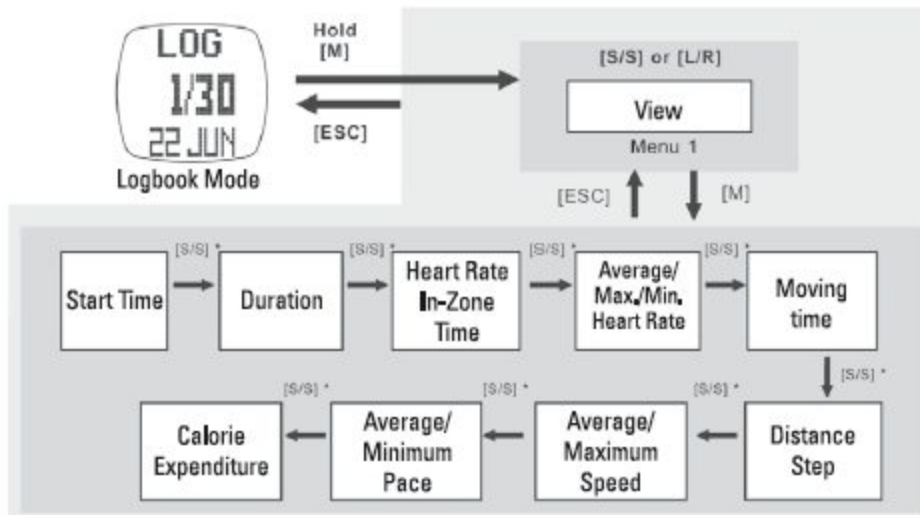 LOG
1/30
22 JUN
Logbook Mode
Hold
[M]
[ESC]
[S/S] or [L/R]
View
Menu 1
[ESC]
[M]
Start Time
[S/S] *
Duration
[S/S] *
Heart Rate
In-Zone
Time
[S/S] *
Average/
Max./Min.
Heart Rate
[S/S] *
Moving
time
[S/S] *
Distance
Step
[S/S] *
Average/
Maximum
Speed
[S/S] *
Average/
Minimum
Pace
[S/S] *
Calorie
Expenditure